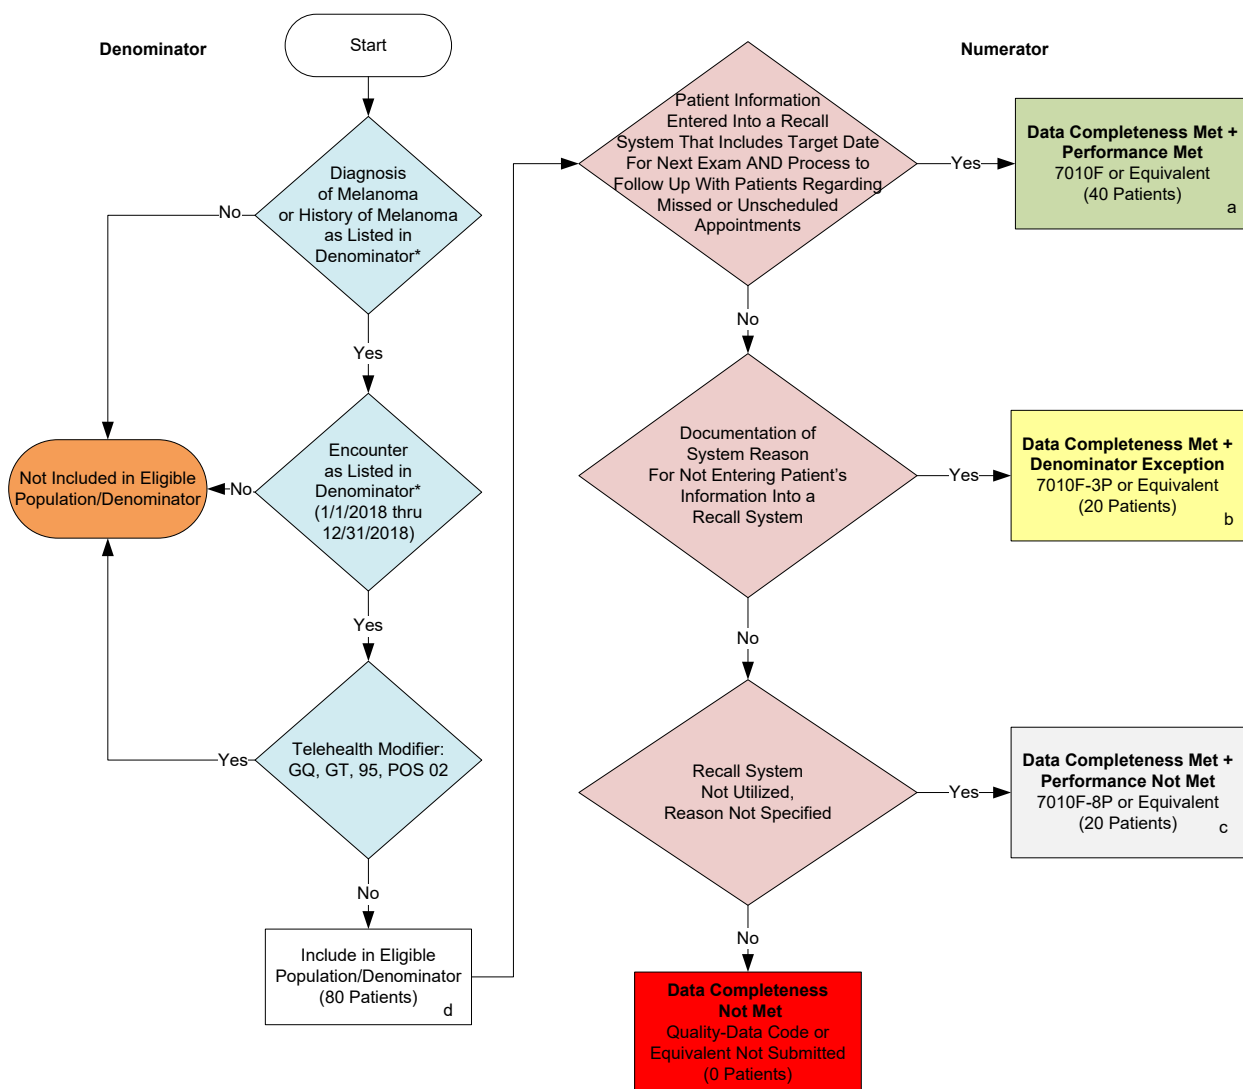 Denominator
Start
Diagnosis
of Melanoma
or History of Melanoma
as Listed in
Denominator*
No
Yes
Encounter
as Listed in
Denominator*
(1/1/2018 thru
12/31/2018)
No
Not Included in Eligible
Population/Denominator
Yes
Telehealth Modifier:
GQ, GT, 95, POS 02
Yes
No
Include in Eligible
Population/Denominator
(80 Patients)
d
Numerator
Patient Information
Entered Into a Recall
System That Includes Target Date
For Next Exam AND Process to
Follow Up With Patients Regarding
Missed or Unscheduled
Appointments
Yes
Data Completeness Met +
Performance Met
7010F or Equivalent
(40 Patients)
a
No
Documentation of
System Reason
For Not Entering Patient’s
Information Into a
Recall System
Yes
Data Completeness Met +
Denominator Exception
7010F-3P or Equivalent
(20 Patients)
b
No
Recall System
Not Utilized,
Reason Not Specified
Yes
Data Completeness Met +
Performance Not Met
7010F-8P or Equivalent
(20 Patients)
c
No
Data Completeness
Not Met
Quality-Data Code or
Equivalent Not Submitted
(0 Patients)